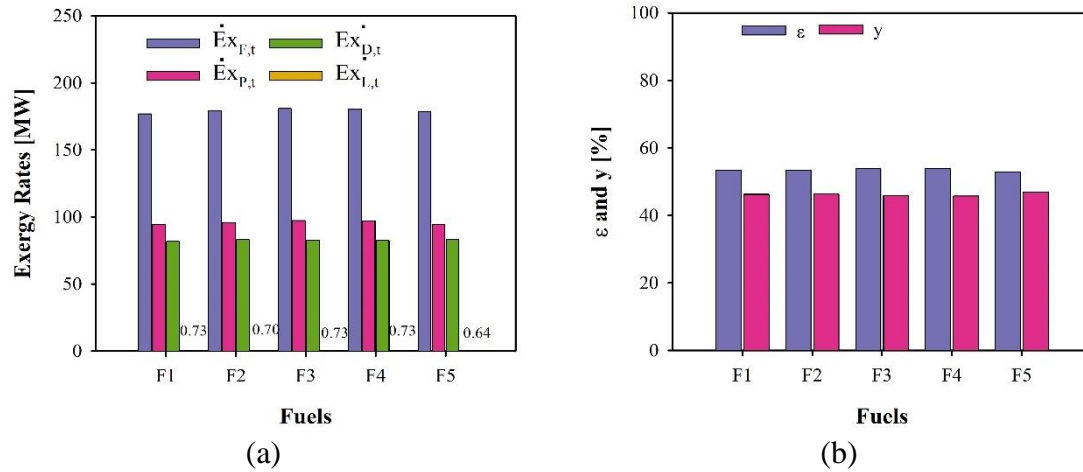 250
200
150
100
50
0
Exergy Rates [MW]
Ėx_F,t
Ėx_D,t
Ėx_P,t
Ėx_L,t
0.73
0.70
0.73
0.73
0.64
F1 F2 F3 F4 F5
Fuels
(a)
100
80
60
40
20
0
ε and y [%]
ε y
F1 F2 F3 F4 F5
Fuels
(b)